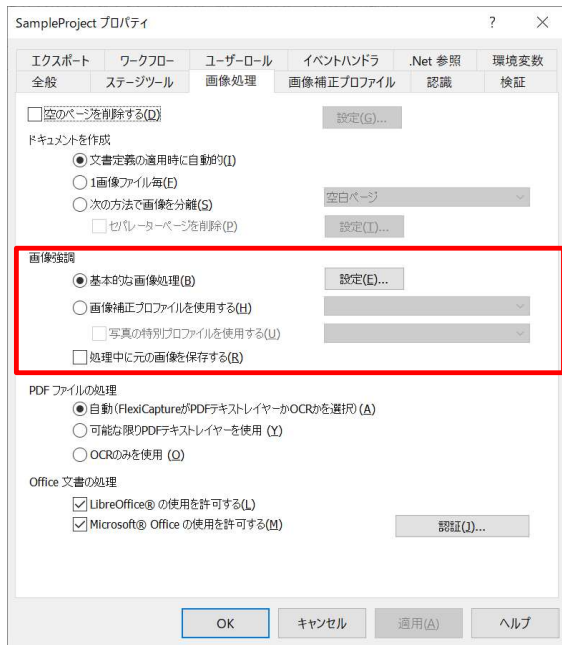 SampleProject プロパティ ? ×
エクスポート ワークフロー ユーザーロール イベントハンドラ .Net 参照 環境変数
全般 ステージツール 画像処理 画像補正プロファイル 認識 検証
空のページを削除する(D) 設定(G)...
ドキュメントを作成
文書定義の適用時に自動的(I)
1画像ファイル毎(F)
次の方法で画像を分離(S) 空白ページ
セパレーターページを削除(P) 設定(T)...
画像強調
基本的な画像処理(B) 設定(E)...
画像補正プロファイルを使用する(H)
写真の特別プロファイルを使用する(U)
処理中に元の画像を保存する(R)
PDF ファイルの処理
自動(FlexiCaptureがPDFテキストレイヤーかOCRかを選択)(A)
可能な限りPDFテキストレイヤーを使用 (Y)
OCRのみを使用 (O)
Office 文書の処理
LibreOffice® の使用を許可する(L)
Microsoft® Office の使用を許可する(M) 認証(J)...
OK キャンセル 適用(A) ヘルプ